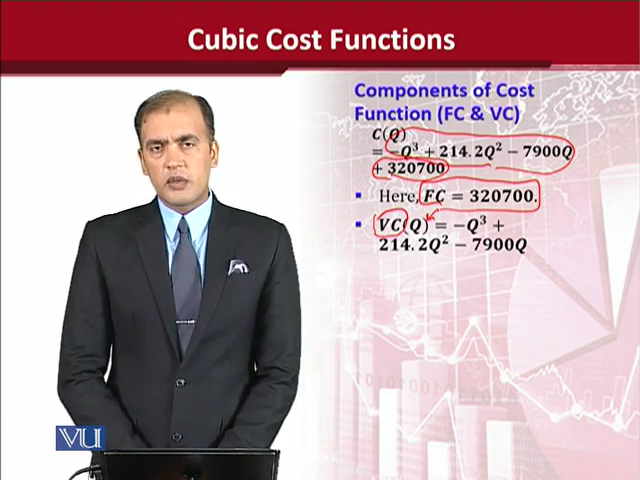 Cubic Cost Functions
Components of Cost
Function (FC & VC)
C(Q)
= −Q³ + 214.2Q² − 7900Q
+ 320700
Here, FC = 320700.
VC(Q) = −Q³ +
214.2Q² − 7900Q
VU